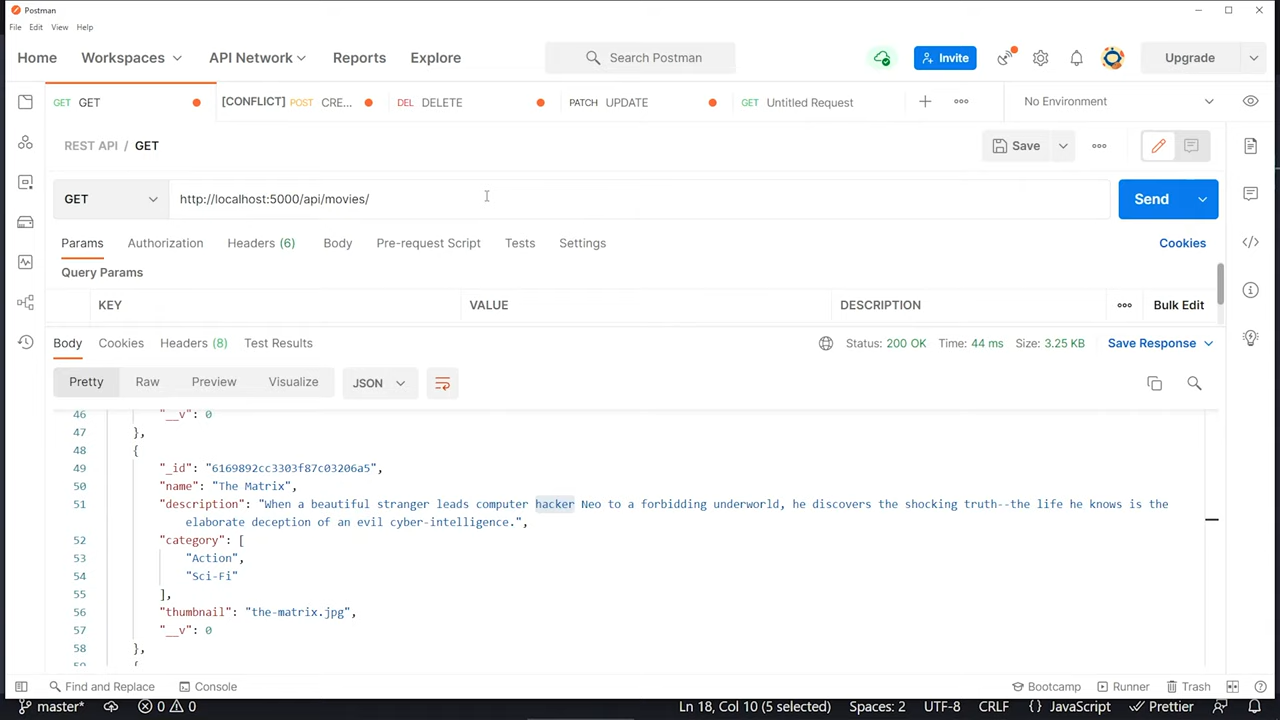 Postman
File Edit View Help
Home Workspaces API Network Reports Explore Search Postman Invite Upgrade
GET GET [CONFLICT] POST CRE... DEL DELETE PATCH UPDATE GET Untitled Request No Environment
REST API / GET Save
GET http://localhost:5000/api/movies/ Send
Params Authorization Headers (6) Body Pre-request Script Tests Settings Cookies
Query Params
KEY VALUE DESCRIPTION Bulk Edit
Body Cookies Headers (8) Test Results Status: 200 OK Time: 44 ms Size: 3.25 KB Save Response
Pretty Raw Preview Visualize JSON
46 "__v": 0
47 },
48 {
49 "_id": "6169892cc3303f87c03206a5",
50 "name": "The Matrix",
51 "description": "When a beautiful stranger leads computer hacker Neo to a forbidding underworld, he discovers the shocking truth--the life he knows is the
elaborate deception of an evil cyber-intelligence.",
52 "category": [
53 "Action",
54 "Sci-Fi"
55 ],
56 "thumbnail": "the-matrix.jpg",
57 "__v": 0
58 },
59 {
Find and Replace Console Bootcamp Runner Trash
master* 0 0 Ln 18, Col 10 (5 selected) Spaces: 2 UTF-8 CRLF {} JavaScript Prettier